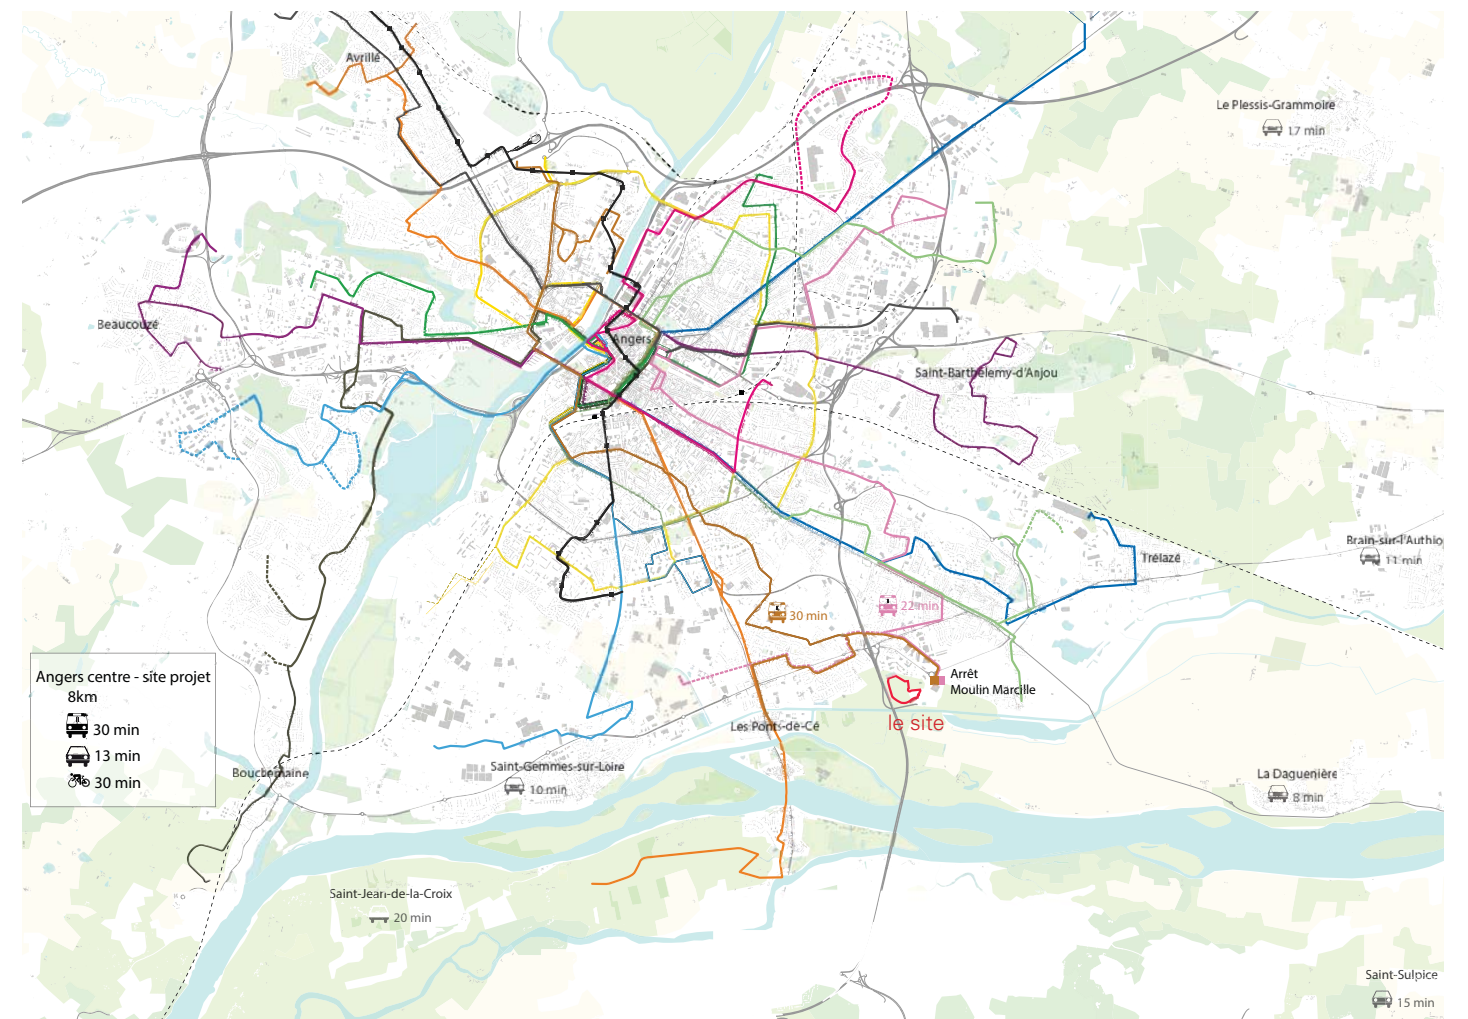 Avrillé
Le Plessis-Grammoire
17 min
Beaucouzé
Angers
Saint-Barthélemy-d'Anjou
Brain-sur-l'Authio
11 min
Trélazé
30 min
22 min
Angers centre - site projet
8km
30 min
13 min
30 min
Arrêt
Moulin Marcille
le site
Les Ponts-de-Cé
Bouchemaine
Saint-Gemmes-sur-Loire
10 min
La Daguenière
8 min
Saint-Jean-de-la-Croix
20 min
Saint-Sulpice
15 min